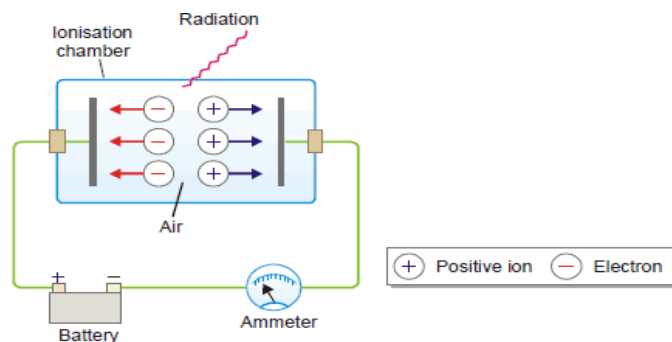 Radiation
Ionisation
chamber
− +
− +
− +
Air
+ −
Battery
Ammeter
+ Positive ion − Electron